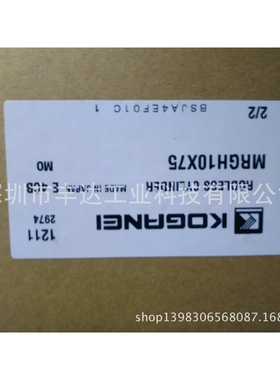 KOGANEI
1211
2974
RODLESS CYLINDER MADE IN JAPAN
MRGH10X75 MO
BSJA4EF01C 1
2/2
圳市丰达工业科技有限公
shop1398306568087.168